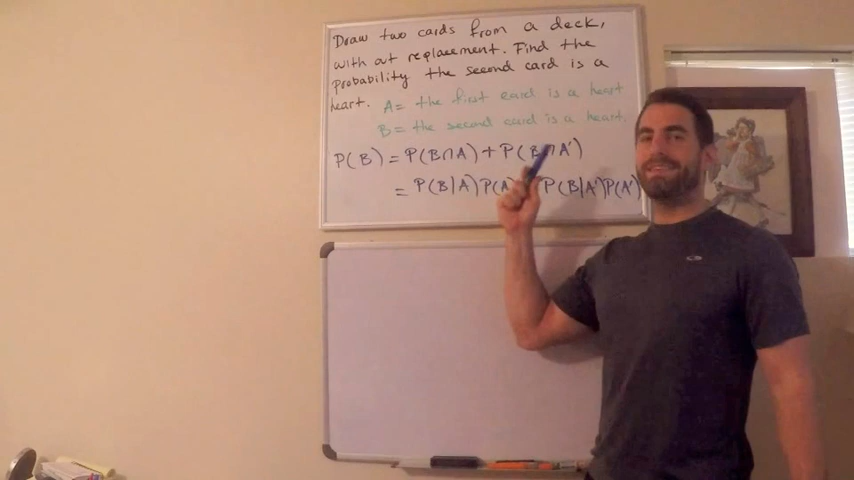 Draw two cards from a deck,
with out replacement. Find the
probability the second card is a
heart. A = the first card is a heart
B = the second card is a heart.
P(B) = P(B∩A) + P(B∩A')
= P(B|A)P(A) P(B|A')P(A')